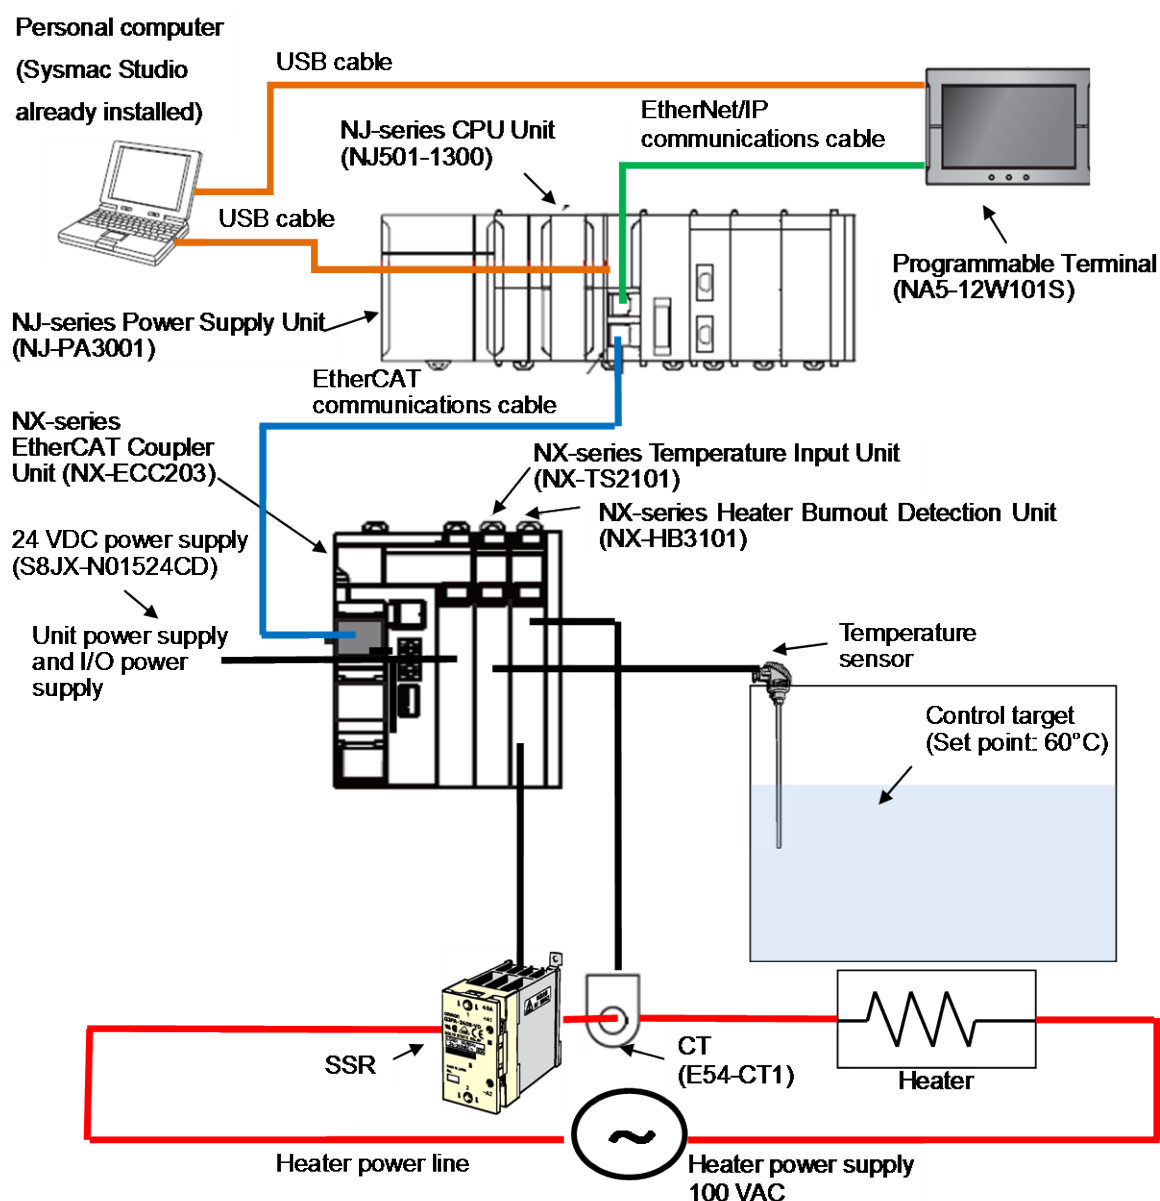 Personal computer
(Sysmac Studio
already installed)
USB cable
EtherNet/IP
communications cable
NJ-series CPU Unit
(NJ501-1300)
USB cable
Programmable Terminal
(NA5-12W101S)
NJ-series Power Supply Unit
(NJ-PA3001)
EtherCAT
communications cable
NX-series
EtherCAT Coupler
Unit (NX-ECC203)
NX-series Temperature Input Unit
(NX-TS2101)
NX-series Heater Burnout Detection Unit
(NX-HB3101)
24 VDC power supply
(S8JX-N01524CD)
Unit power supply
and I/O power
supply
Temperature
sensor
Control target
(Set point: 60°C)
SSR
CT
(E54-CT1)
Heater
Heater power line
Heater power supply
100 VAC